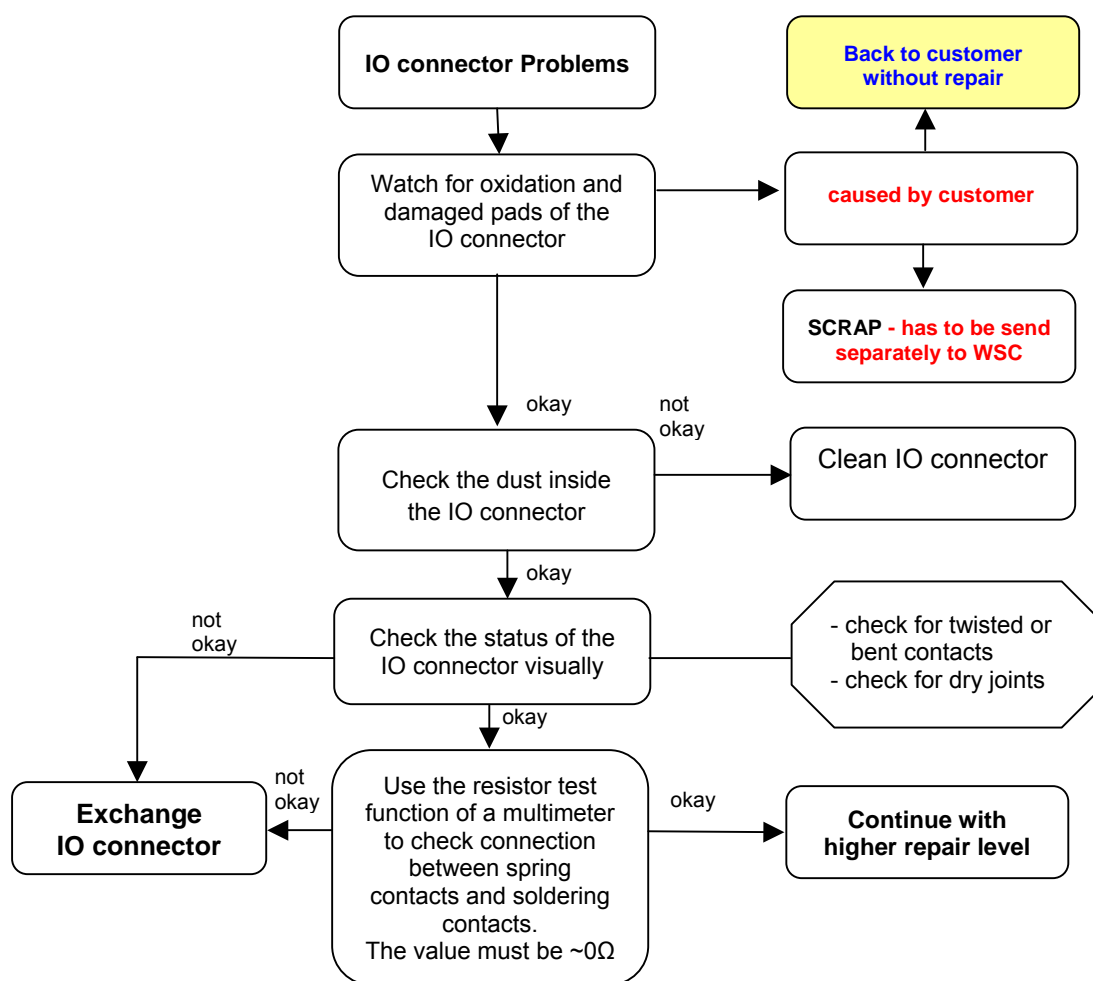 IO connector Problems
Back to customer
without repair
Watch for oxidation and
damaged pads of the
IO connector
caused by customer
SCRAP - has to be send
separately to WSC
okay
not
okay
Check the dust inside
the IO connector
Clean IO connector
okay
not
okay
Check the status of the
IO connector visually
- check for twisted or
bent contacts
- check for dry joints
okay
Exchange
IO connector
not
okay
Use the resistor test
function of a multimeter
to check connection
between spring
contacts and soldering
contacts.
The value must be ~0Ω
okay
Continue with
higher repair level